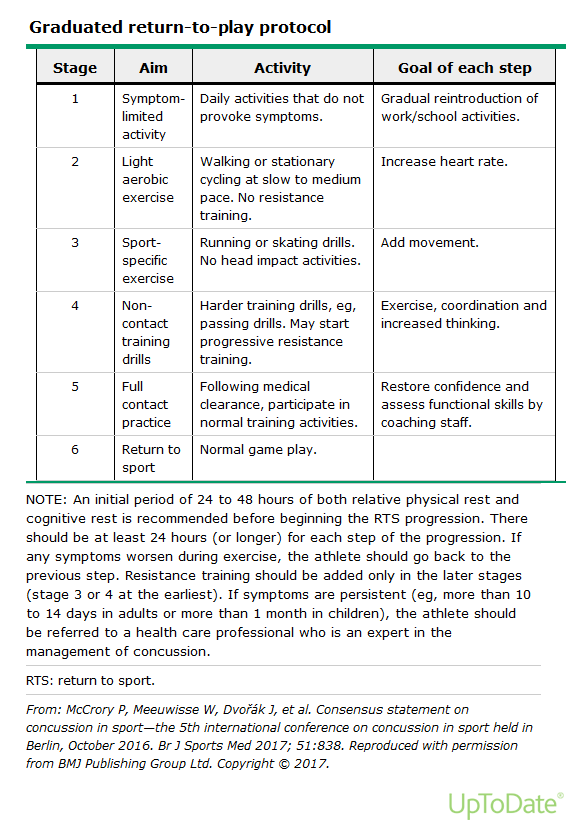 Graduated return-to-play protocol
Stage Aim Activity Goal of each step
1 Symptom- Daily activities that do not Gradual reintroduction of
limited provoke symptoms. work/school activities.
activity
2 Light Walking or stationary Increase heart rate.
aerobic cycling at slow to medium
exercise pace. No resistance
training.
3 Sport- Running or skating drills. Add movement.
specific No head impact activities.
exercise
4 Non- Harder training drills, eg, Exercise, coordination and
contact passing drills. May start increased thinking.
training progressive resistance
drills training.
5 Full Following medical Restore confidence and
contact clearance, participate in assess functional skills by
practice normal training activities. coaching staff.
6 Return to Normal game play.
sport
NOTE: An initial period of 24 to 48 hours of both relative physical rest and
cognitive rest is recommended before beginning the RTS progression. There
should be at least 24 hours (or longer) for each step of the progression. If
any symptoms worsen during exercise, the athlete should go back to the
previous step. Resistance training should be added only in the later stages
(stage 3 or 4 at the earliest). If symptoms are persistent (eg, more than 10
to 14 days in adults or more than 1 month in children), the athlete should
be referred to a health care professional who is an expert in the
management of concussion.
RTS: return to sport.
From: McCrory P, Meeuwisse W, Dvořák J, et al. Consensus statement on
concussion in sport—the 5th international conference on concussion in sport held in
Berlin, October 2016. Br J Sports Med 2017; 51:838. Reproduced with permission
from BMJ Publishing Group Ltd. Copyright © 2017.
UpToDate®